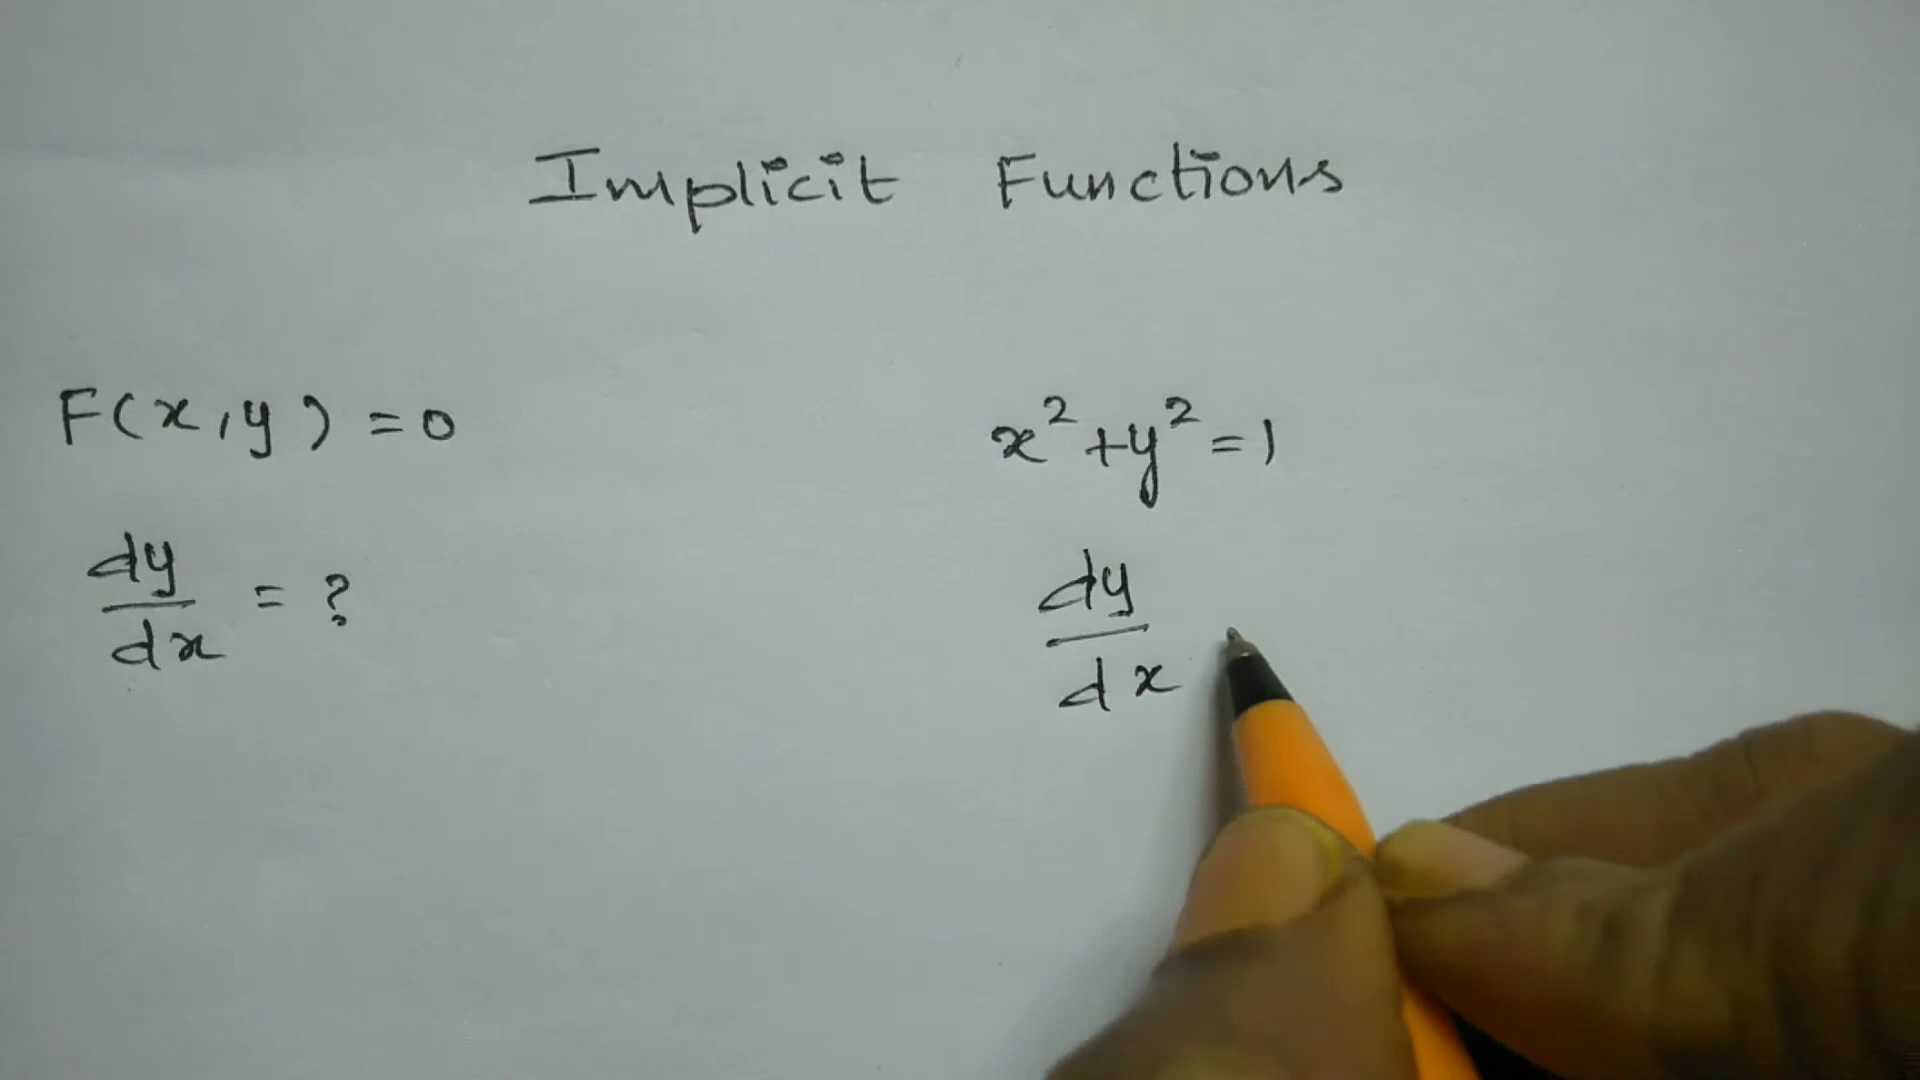 Implicit Functions
F(x,y) = 0
dy/dx = ?
x² + y² = 1
dy/dx